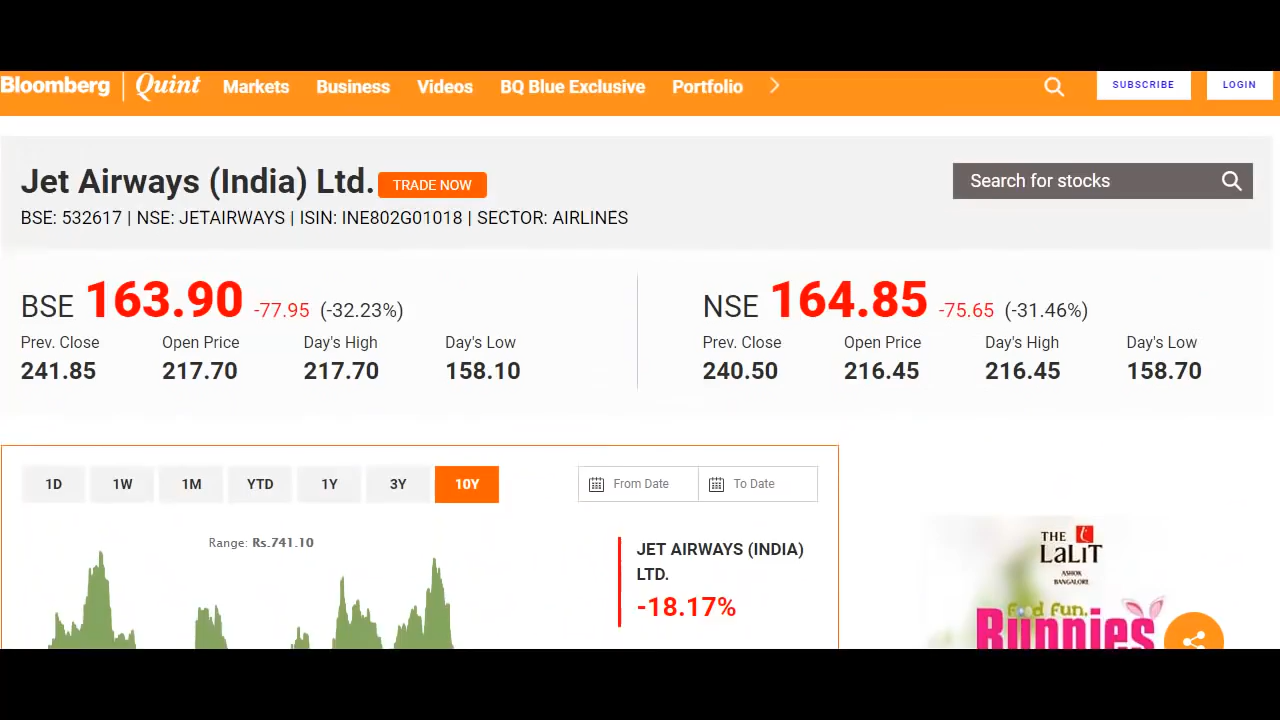 Bloomberg | Quint Markets Business Videos BQ Blue Exclusive Portfolio SUBSCRIBE LOGIN
Jet Airways (India) Ltd. TRADE NOW
Search for stocks
BSE: 532617 | NSE: JETAIRWAYS | ISIN: INE802G01018 | SECTOR: AIRLINES
BSE 163.90 -77.95 (-32.23%)
Prev. Close Open Price Day's High Day's Low
241.85 217.70 217.70 158.10
NSE 164.85 -75.65 (-31.46%)
Prev. Close Open Price Day's High Day's Low
240.50 216.45 216.45 158.70
1D 1W 1M YTD 1Y 3Y 10Y From Date To Date
Range: Rs.741.10
JET AIRWAYS (INDIA)
LTD.
-18.17%
THE
LaLiT
ASHOK
BANGALORE
find fun,
Bunnies